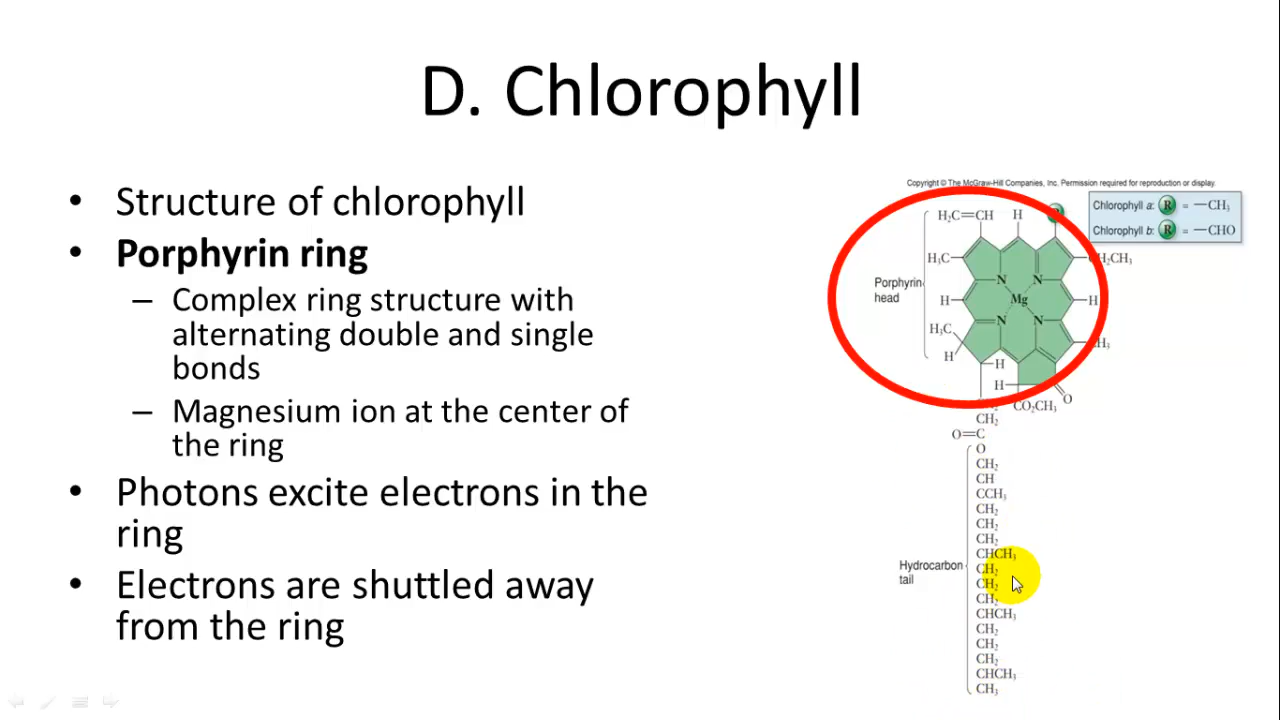 D. Chlorophyll
• Structure of chlorophyll
• Porphyrin ring
– Complex ring structure with
alternating double and single
bonds
– Magnesium ion at the center of
the ring
• Photons excite electrons in the
ring
• Electrons are shuttled away
from the ring
Copyright © The McGraw-Hill Companies, Inc. Permission required for reproduction or display.
Chlorophyll a: R = —CH₃
Chlorophyll b: R = —CHO
H₂C=CH H
H₃C CH₂CH₃
Porphyrin
head
N N
H Mg H
N N
H₃C
H
H
H
O
CO₂CH₃
CH₂
O=C
O
CH₂
CH
CCH₃
CH₂
CH₂
CH₂
CHCH₃
Hydrocarbon
tail
CH₂
CH₂
CH₂
CHCH₃
CH₂
CH₂
CH₂
CHCH₃
CH₃